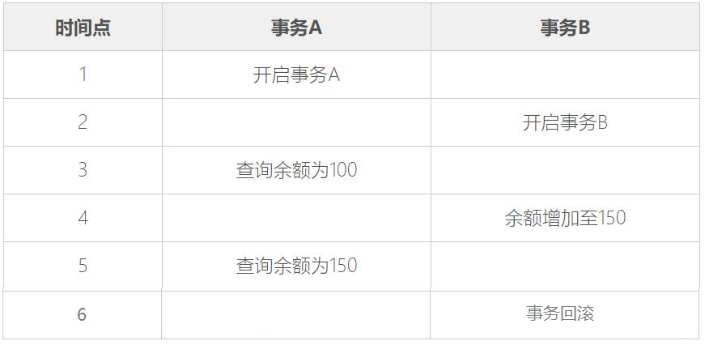 时间点 事务A 事务B
1 开启事务A
2 开启事务B
3 查询余额为100
4 余额增加至150
5 查询余额为150
6 事务回滚